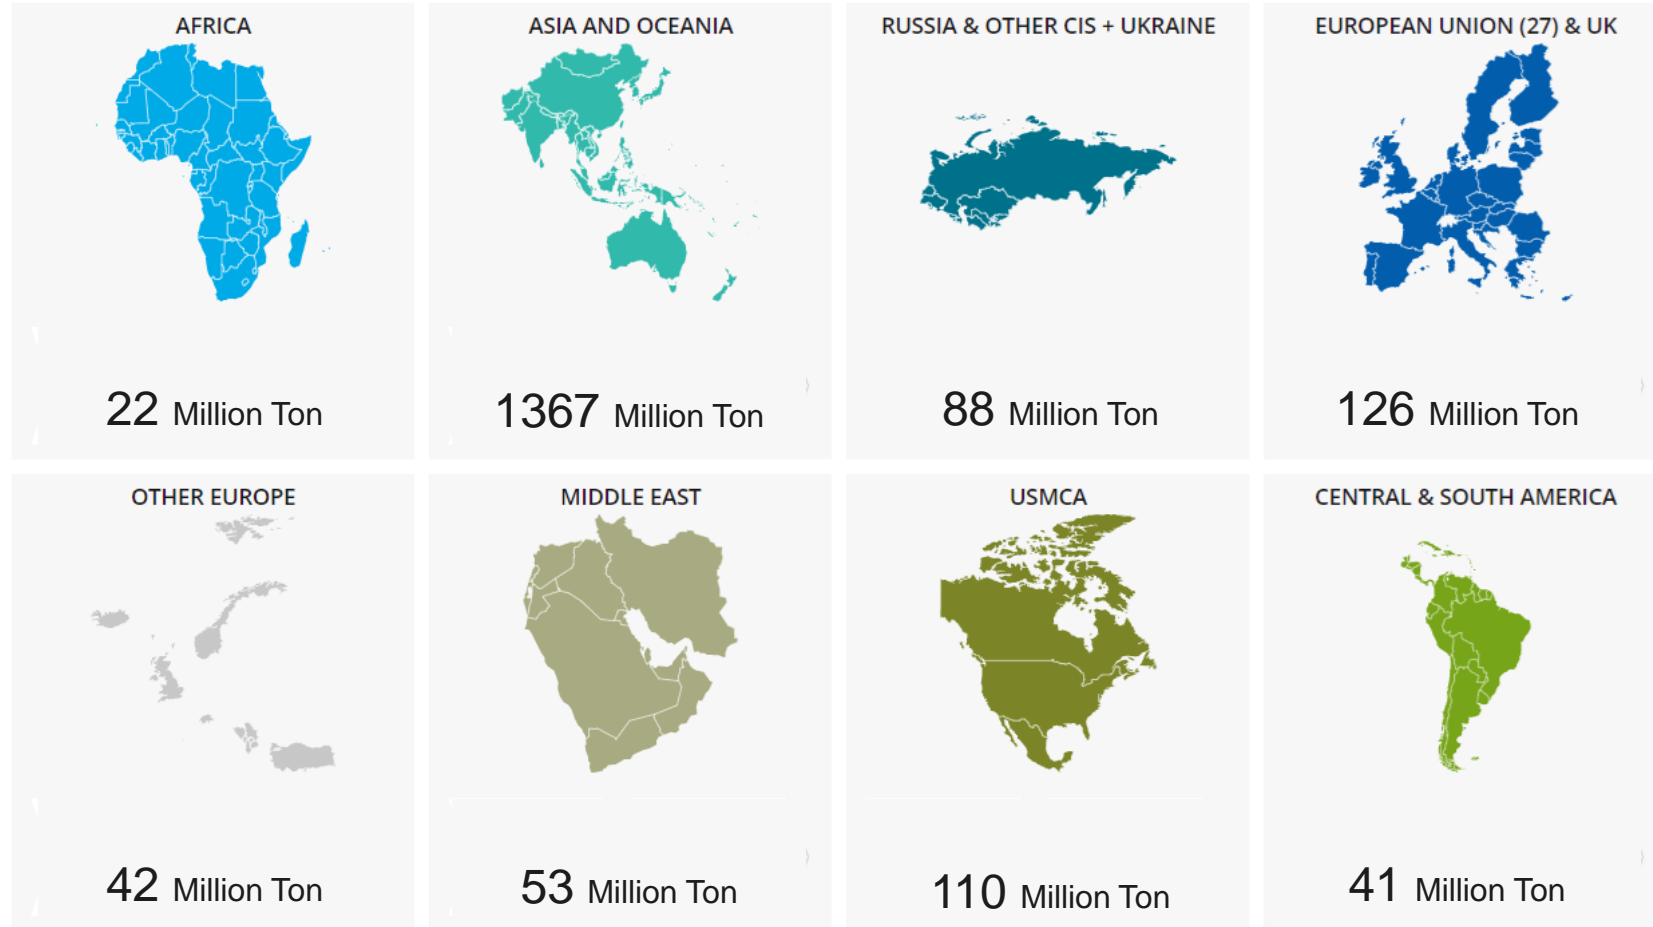 AFRICA
22 Million Ton
ASIA AND OCEANIA
1367 Million Ton
RUSSIA & OTHER CIS + UKRAINE
88 Million Ton
EUROPEAN UNION (27) & UK
126 Million Ton
OTHER EUROPE
42 Million Ton
MIDDLE EAST
53 Million Ton
USMCA
110 Million Ton
CENTRAL & SOUTH AMERICA
41 Million Ton